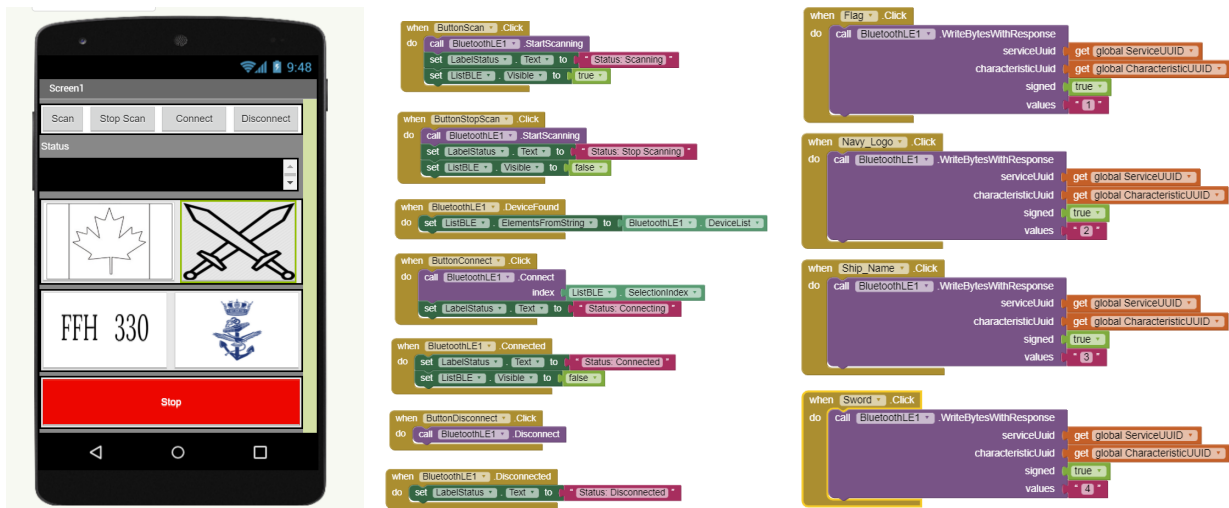 9:48
Screen1
Scan Stop Scan Connect Disconnect
Status
FFH 330
Stop
when ButtonScan .Click
do call BluetoothLE1 .StartScanning
set LabelStatus . Text to " Status: Scanning "
set ListBLE . Visible to true
when ButtonStopScan .Click
do call BluetoothLE1 .StartScanning
set LabelStatus . Text to " Status: Stop Scanning "
set ListBLE . Visible to false
when BluetoothLE1 .DeviceFound
do set ListBLE . ElementsFromString to BluetoothLE1 . DeviceList
when ButtonConnect .Click
do call BluetoothLE1 .Connect
index ListBLE . SelectionIndex
set LabelStatus . Text to " Status: Connecting "
when BluetoothLE1 .Connected
do set LabelStatus . Text to " Status: Connected "
set ListBLE . Visible to false
when ButtonDisconnect .Click
do call BluetoothLE1 .Disconnect
when BluetoothLE1 .Disconnected
do set LabelStatus . Text to " Status: Disconnected "
when Flag .Click
do call BluetoothLE1 .WriteBytesWithResponse
serviceUuid get global ServiceUUID
characteristicUuid get global CharacteristicUUID
signed true
values " 1 "
when Navy_Logo .Click
do call BluetoothLE1 .WriteBytesWithResponse
serviceUuid get global ServiceUUID
characteristicUuid get global CharacteristicUUID
signed true
values " 2 "
when Ship_Name .Click
do call BluetoothLE1 .WriteBytesWithResponse
serviceUuid get global ServiceUUID
characteristicUuid get global CharacteristicUUID
signed true
values " 3 "
when Sword .Click
do call BluetoothLE1 .WriteBytesWithResponse
serviceUuid get global ServiceUUID
characteristicUuid get global CharacteristicUUID
signed true
values " 4 "